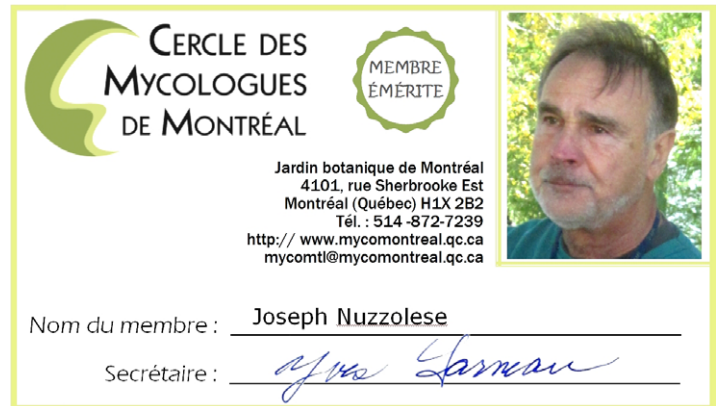 CERCLE DES
MYCOLOGUES
DE MONTRÉAL
MEMBRE
ÉMÉRITE
Jardin botanique de Montréal
4101, rue Sherbrooke Est
Montréal (Québec) H1X 2B2
Tél. : 514 -872-7239
http:// www.mycomontreal.qc.ca
mycomtl@mycomontreal.qc.ca
Nom du membre : Joseph Nuzzolese
Secrétaire : Yves Garneau